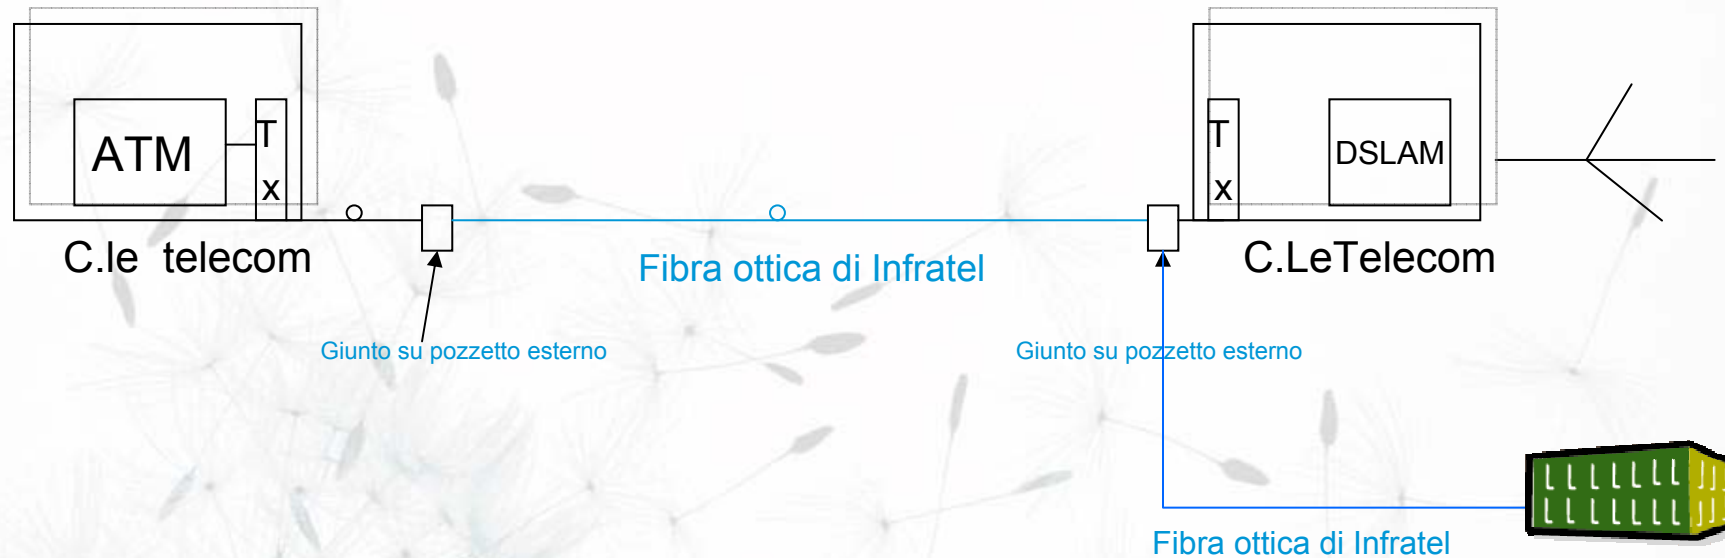 ATM
T
x
T
x
DSLAM
C.le telecom
Fibra ottica di Infratel
C.LeTelecom
Giunto su pozzetto esterno
Giunto su pozzetto esterno
Fibra ottica di Infratel